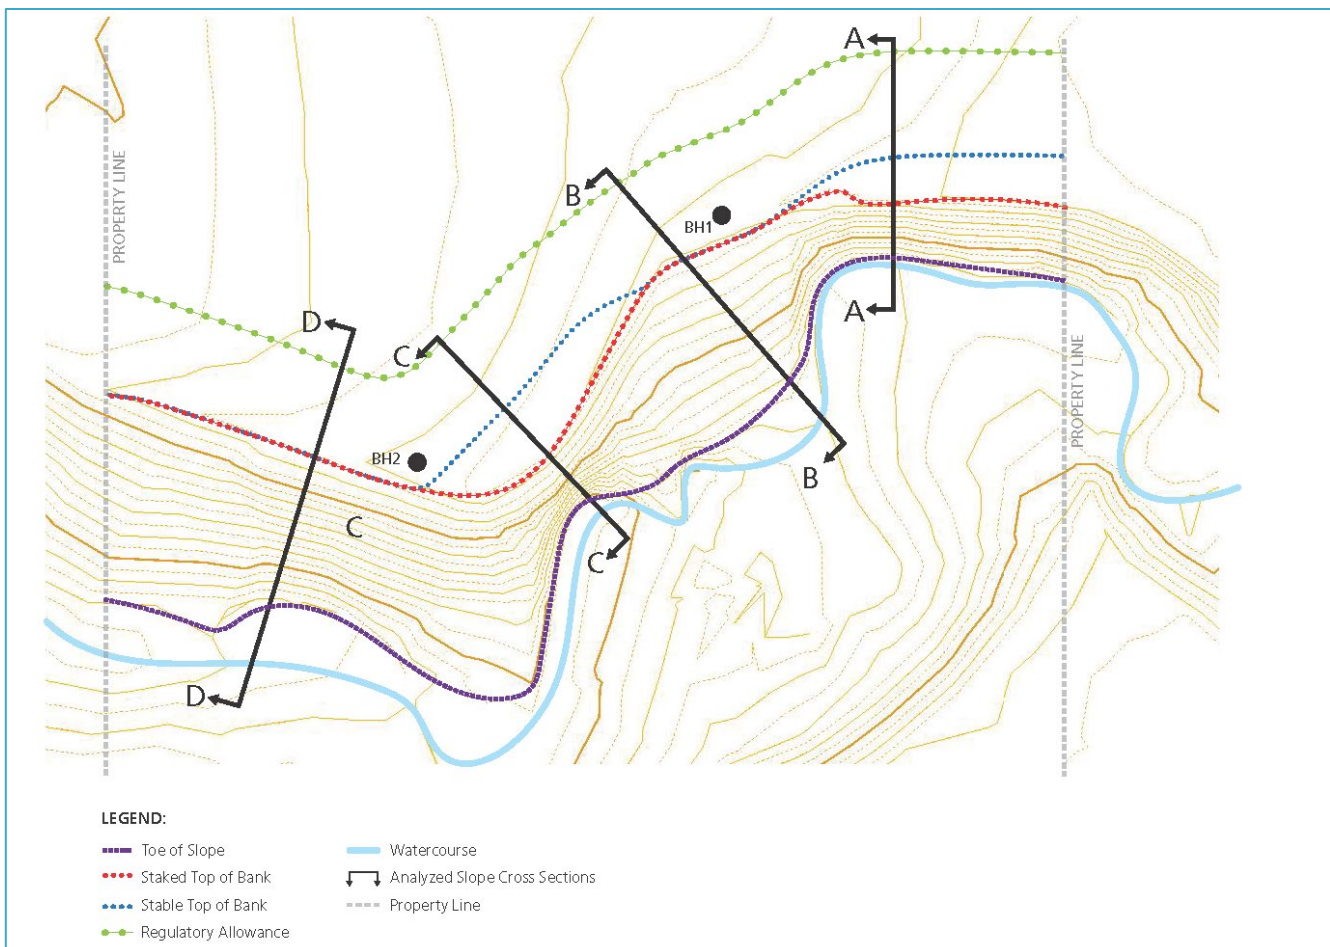 A
PROPERTY LINE
B
BH1
A
D
C
PROPERTY LINE
BH2
B
C
C
D
LEGEND:
Toe of Slope
Staked Top of Bank
Stable Top of Bank
Regulatory Allowance
Watercourse
Analyzed Slope Cross Sections
Property Line